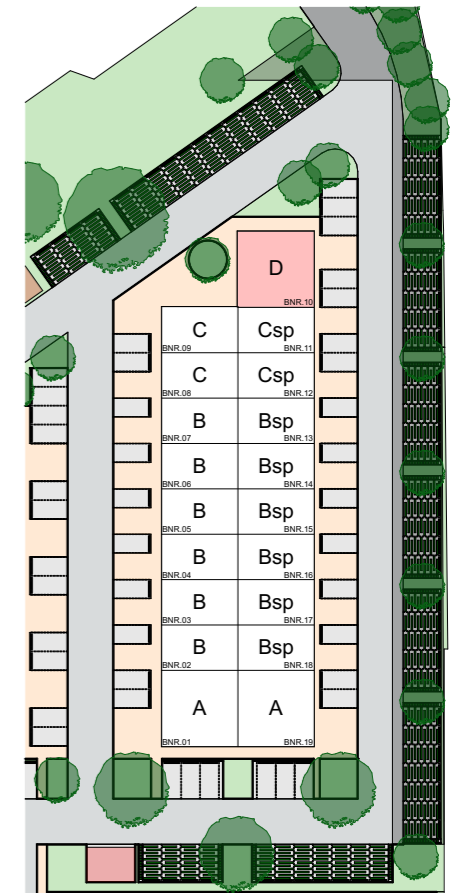 D
BNR.10
C Csp
BNR.09 BNR.11
C Csp
BNR.08 BNR.12
B Bsp
BNR.07 BNR.13
B Bsp
BNR.06 BNR.14
B Bsp
BNR.05 BNR.15
B Bsp
BNR.04 BNR.16
B Bsp
BNR.03 BNR.17
B Bsp
BNR.02 BNR.18
A A
BNR.01 BNR.19